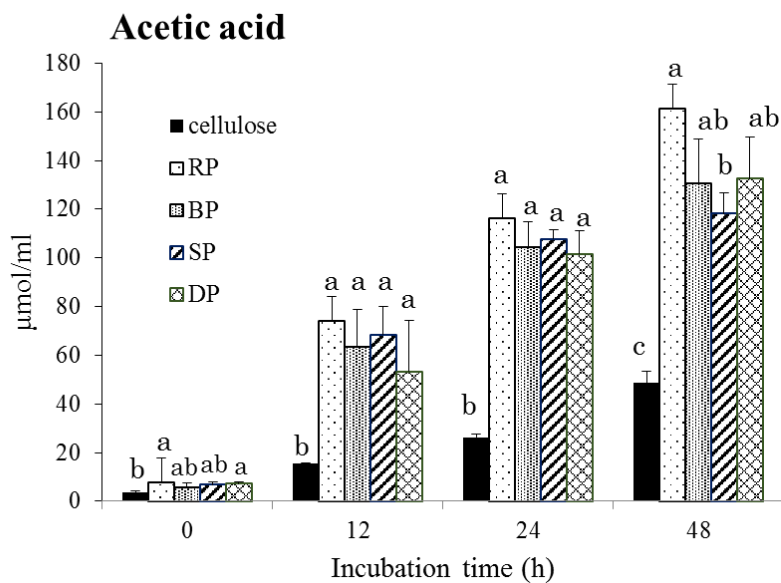 Acetic acid
180
160
140
120
100
80
60
40
20
0
μmol/ml
cellulose
RP
BP
SP
DP
b a ab ab a
b a a a a
b a a a a
c a ab b ab
0 12 24 48
Incubation time (h)